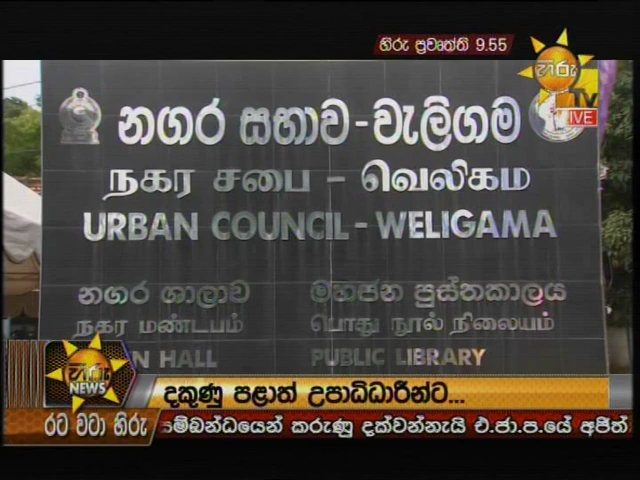 හිරු ප්‍රවෘත්ති 9.55
හිරු
TV
LIVE
නගර සභාව - වැලිගම
நகர சபை - வெலிகம
URBAN COUNCIL - WELIGAMA
නගර ශාලාව
මහජන පුස්තකාලය
நகர மண்டபம்
பொது நூல் நிலையம்
N HALL
PUBLIC LIBRARY
හිරු
NEWS
දකුණු පළාත් උපාධිධාරීන්ට...
රට වටා හිරු
සම්බන්ධයෙන් කරුණු දක්වන්නැයි එ.ජා.ප.යේ අජිත්